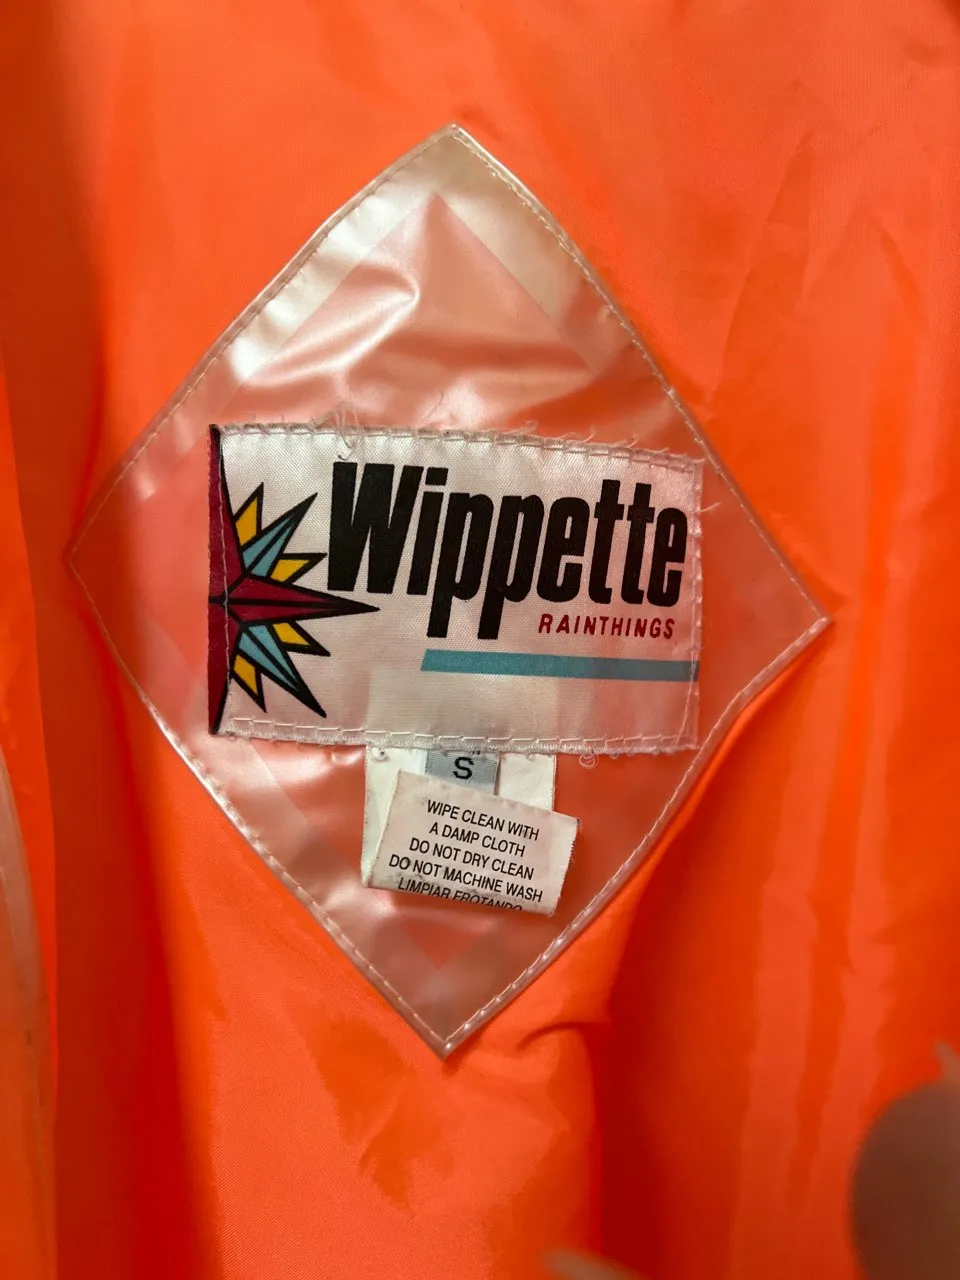 Wippette
RAINTHINGS
S
WIPE CLEAN WITH
A DAMP CLOTH
DO NOT DRY CLEAN
DO NOT MACHINE WASH
LIMPIAR FROTANDO